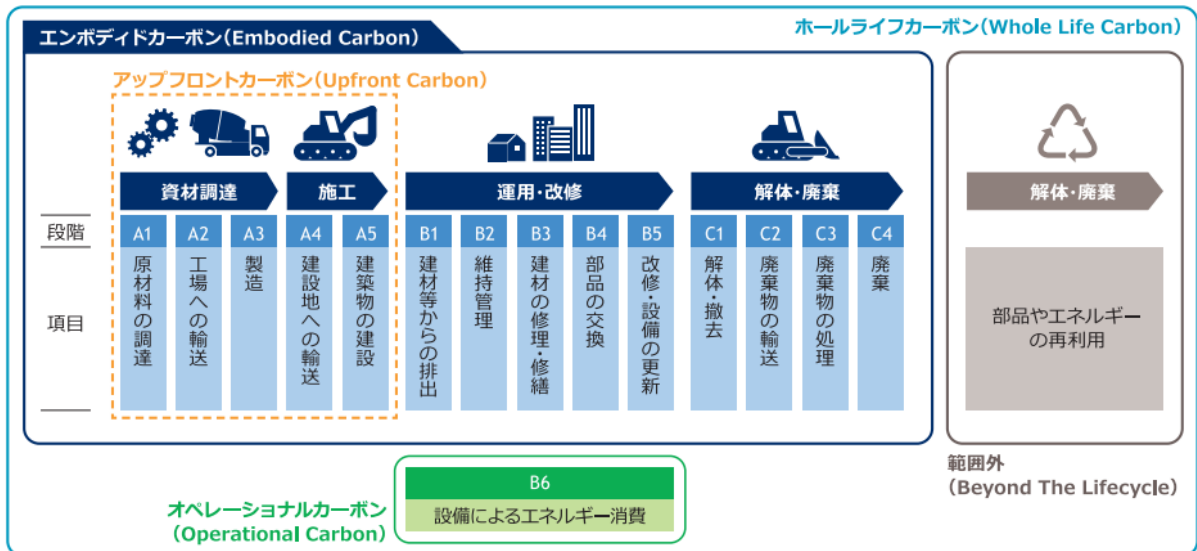 ホールライフカーボン(Whole Life Carbon)
エンボディドカーボン(Embodied Carbon)
アップフロントカーボン(Upfront Carbon)
資材調達
施工
運用・改修
解体・廃棄
解体・廃棄
段階
A1
A2
A3
A4
A5
B1
B2
B3
B4
B5
C1
C2
C3
C4
項目
原材料の調達
工場への輸送
製造
建設地への輸送
建築物の建設
建材等からの排出
維持管理
建材の修理・修繕
部品の交換
改修・設備の更新
解体・撤去
廃棄物の輸送
廃棄物の処理
廃棄
部品やエネルギー
の再利用
範囲外
(Beyond The Lifecycle)
オペレーショナルカーボン
(Operational Carbon)
B6
設備によるエネルギー消費